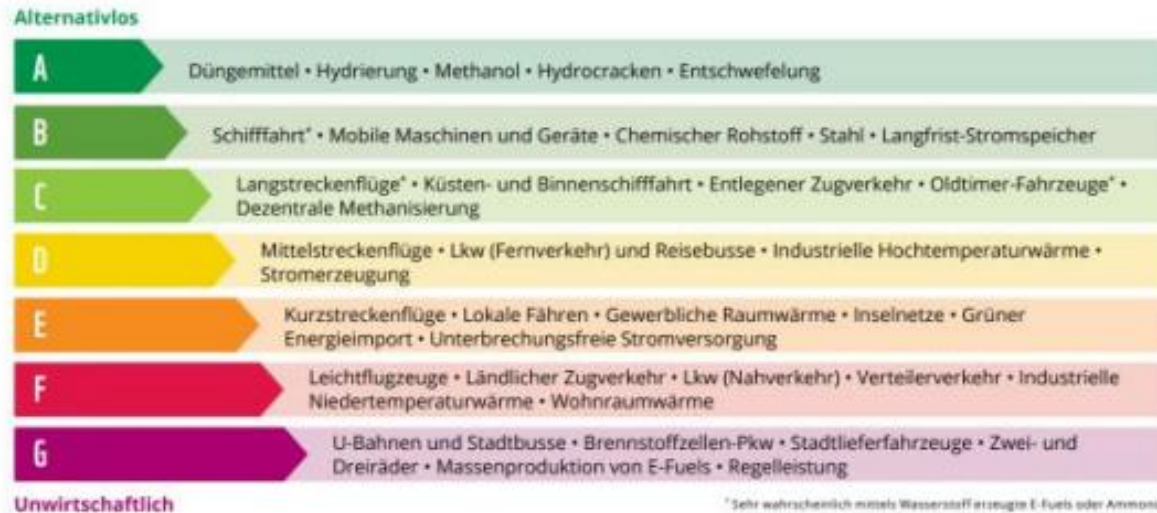 Alternativlos
A
Düngemittel • Hydrierung • Methanol • Hydrocracken • Entschwefelung
B
Schifffahrt* • Mobile Maschinen und Geräte • Chemischer Rohstoff • Stahl • Langfrist-Stromspeicher
C
Langstreckenflüge* • Küsten- und Binnenschifffahrt • Entlegener Zugverkehr • Oldtimer-Fahrzeuge* •
Dezentrale Methanisierung
D
Mittelstreckenflüge • Lkw (Fernverkehr) und Reisebusse • Industrielle Hochtemperaturwärme •
Stromerzeugung
E
Kurzstreckenflüge • Lokale Fähren • Gewerbliche Raumwärme • Inselnetze • Grüner
Energieimport • Unterbrechungsfreie Stromversorgung
F
Leichtflugzeuge • Ländlicher Zugverkehr • Lkw (Nahverkehr) • Verteilerverkehr • Industrielle
Niedertemperaturwärme • Wohnraumwärme
G
U-Bahnen und Stadtbusse • Brennstoffzellen-Pkw • Stadtlieferfahrzeuge • Zwei- und
Dreiräder • Massenproduktion von E-Fuels • Regelleistung
Unwirtschaftlich
* Sehr wahrscheinlich mittels Wasserstoff erzeugte E-Fuels oder Ammon